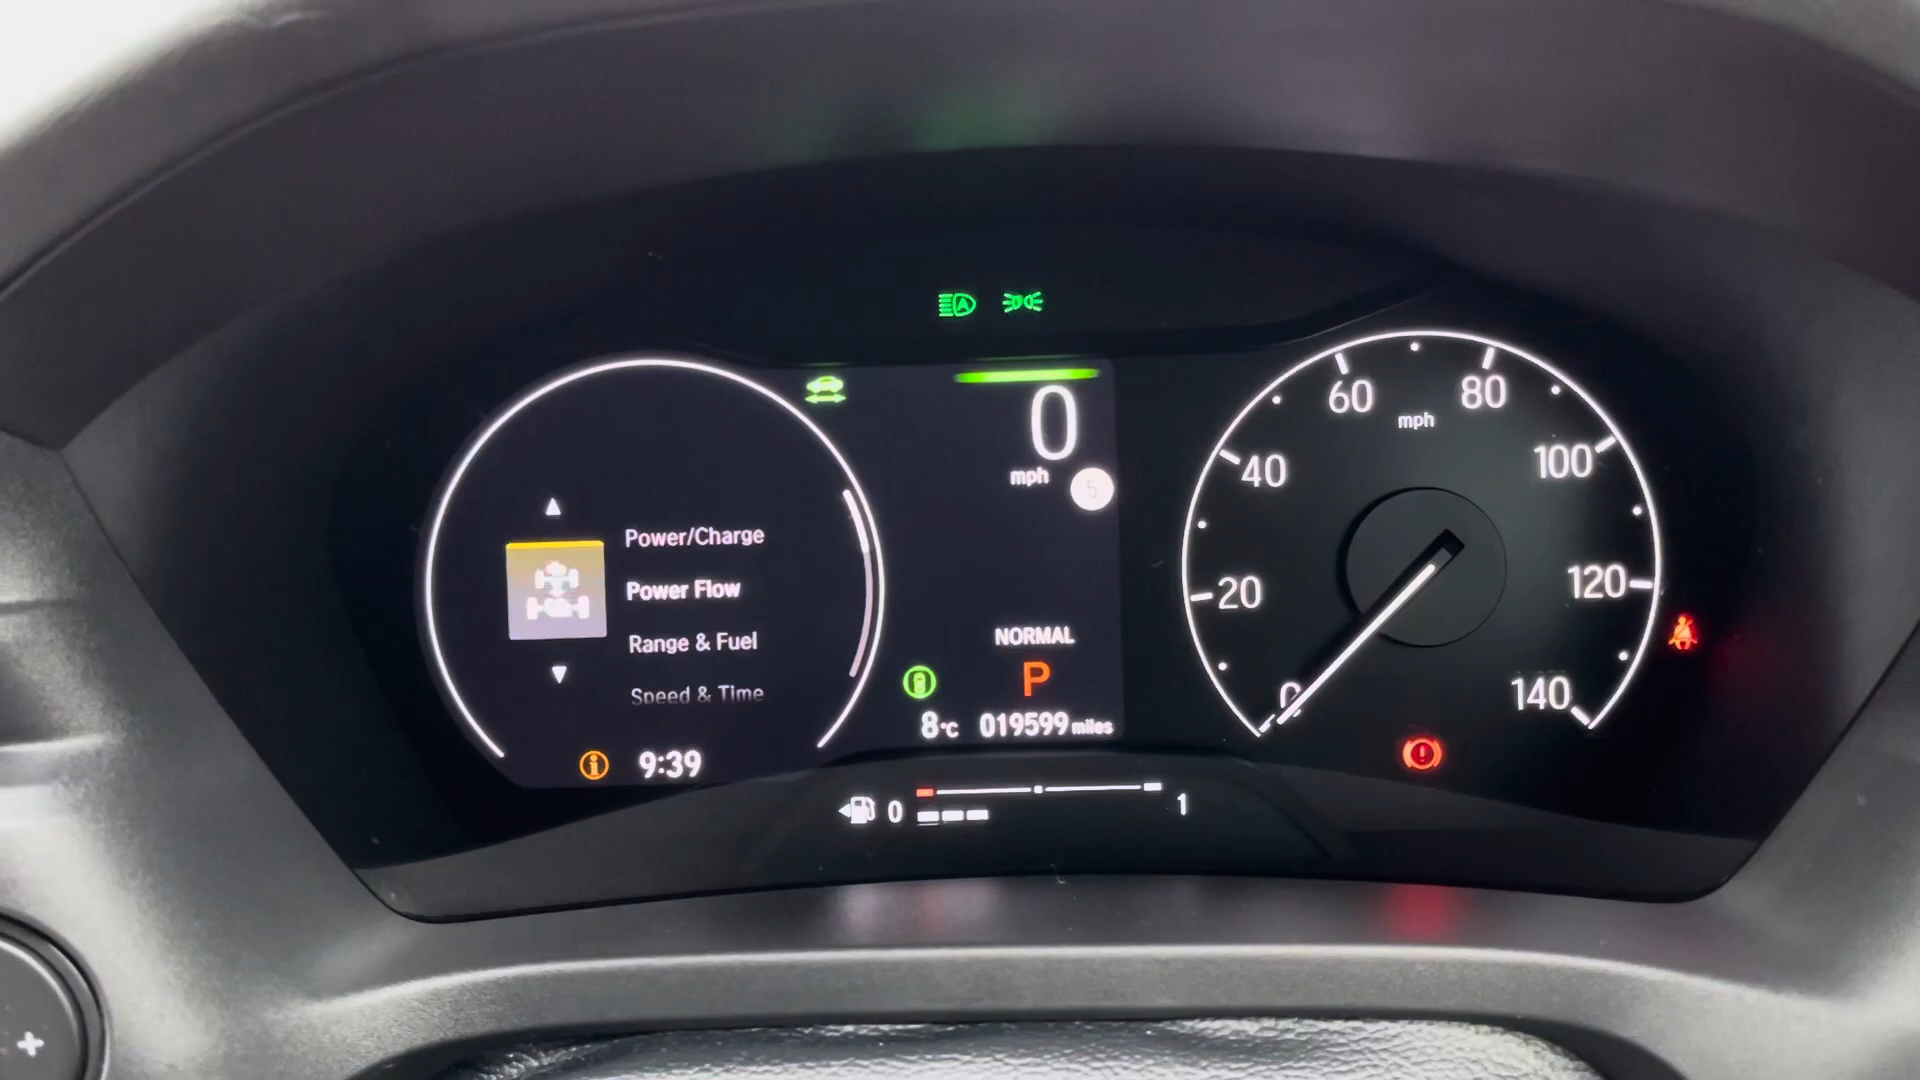 0
mph
5
Power/Charge
Power Flow
Range & Fuel
Speed & Time
9:39
NORMAL
P
8°C 019599 miles
0 1
mph
0
20
40
60
80
100
120
140
+